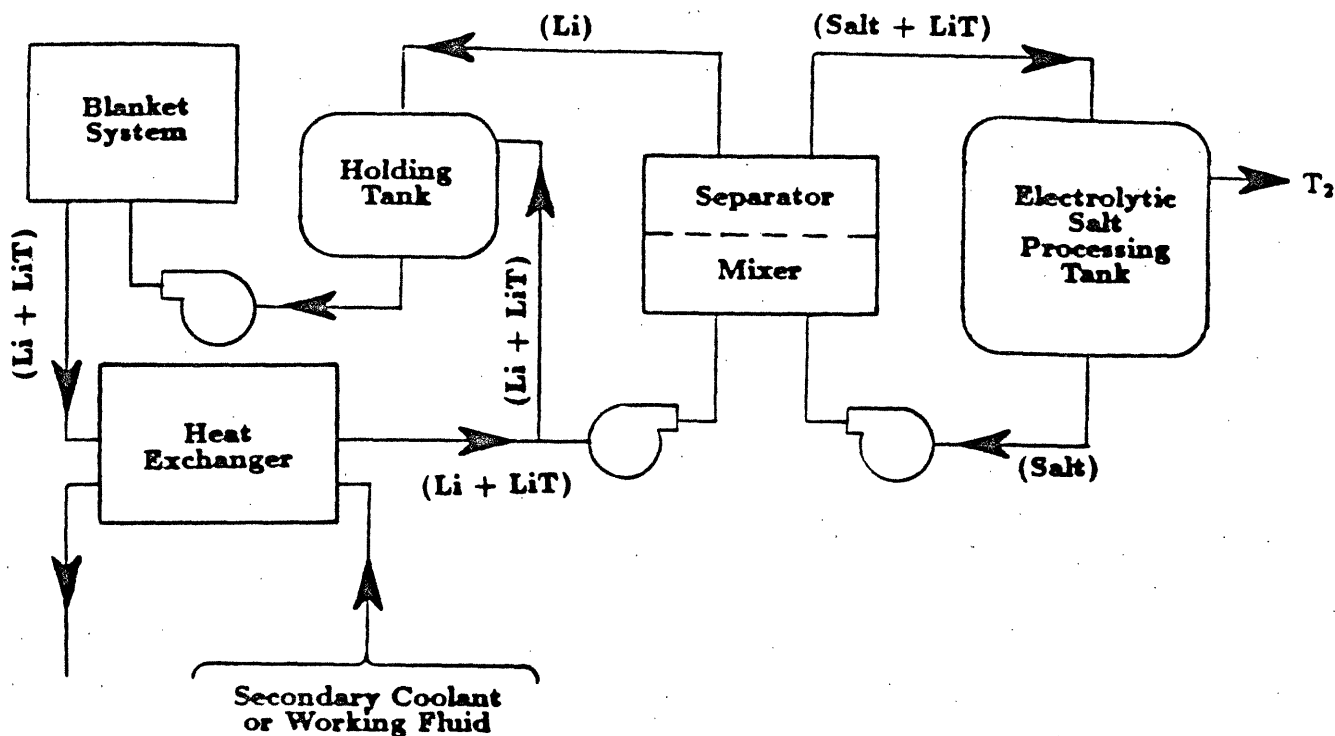 (Li)
(Salt + LiT)
Blanket
System
Holding
Tank
Separator
Mixer
Electrolytic
Salt
Processing
Tank
T₂
(Li + LiT)
(Li + LiT)
Heat
Exchanger
(Li + LiT)
(Salt)
Secondary Coolant
or Working Fluid